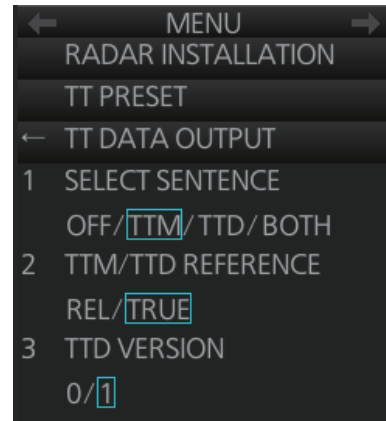 ← MENU →
RADAR INSTALLATION
TT PRESET
← TT DATA OUTPUT
1 SELECT SENTENCE
OFF/TTM/TTD/BOTH
2 TTM/TTD REFERENCE
REL/TRUE
3 TTD VERSION
0/1